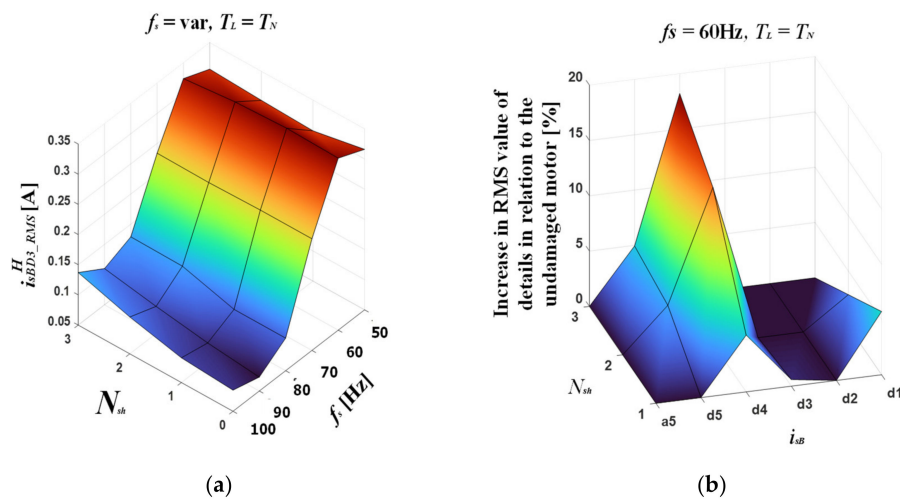 fs = var, TL = TN
iHsBD3_RMS [A]
0.35
0.3
0.25
0.2
0.15
0.1
0.05
3
2
1
0
Nsh
100
90
80
70
60
50
fs [Hz]
(a)
fs = 60Hz, TL = TN
Increase in RMS value of
details in relation to the
undamaged motor [%]
20
15
10
5
0
3
2
1
Nsh
a5
d5
d4
d3
d2
d1
isB
(b)